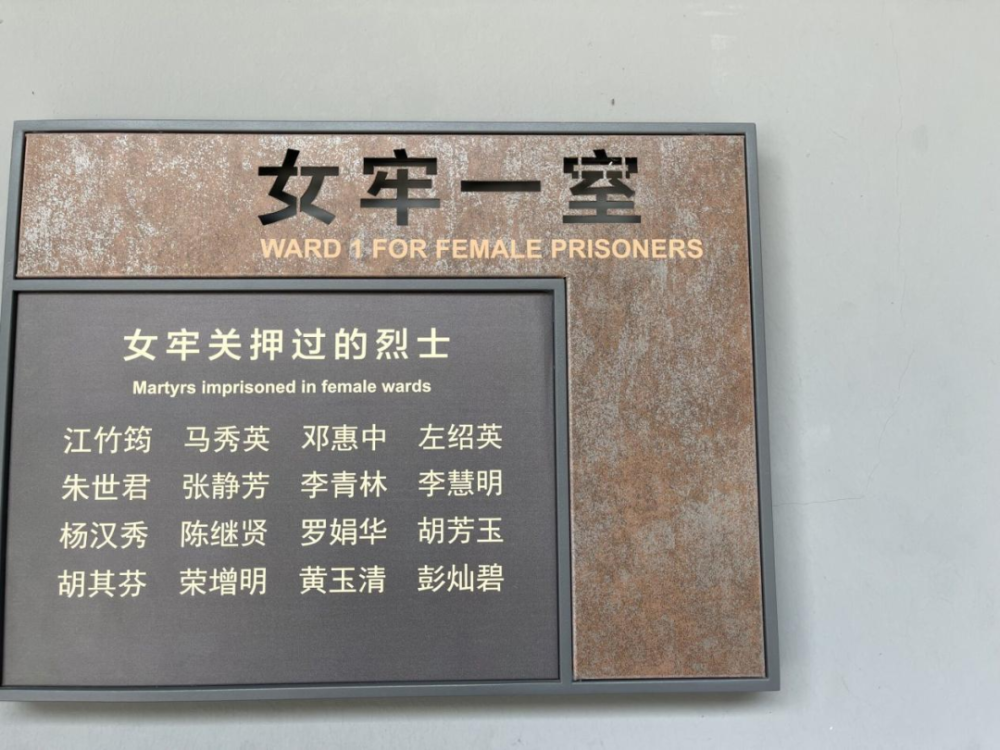 女牢一室
WARD 1 FOR FEMALE PRISONERS
女牢关押过的烈士
Martyrs imprisoned in female wards
江竹筠 马秀英 邓惠中 左绍英
朱世君 张静芳 李青林 李慧明
杨汉秀 陈继贤 罗娟华 胡芳玉
胡其芬 荣增明 黄玉清 彭灿碧